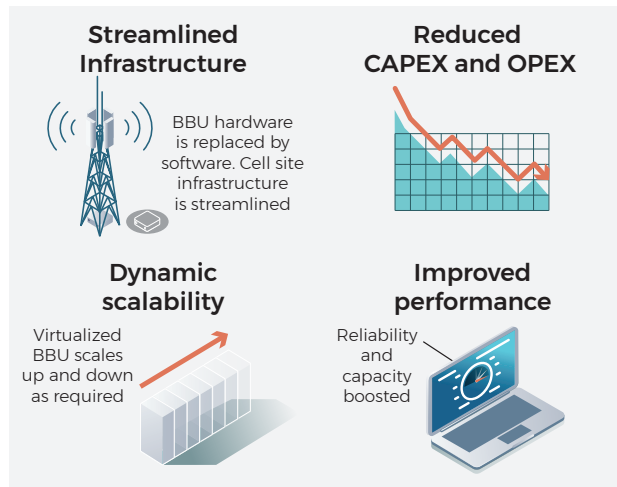 Streamlined
Infrastructure
BBU hardware
is replaced by
software. Cell site
infrastructure
is streamlined
Reduced
CAPEX and OPEX
Dynamic
scalability
Virtualized
BBU scales
up and down
as required
Improved
performance
Reliability
and
capacity
boosted